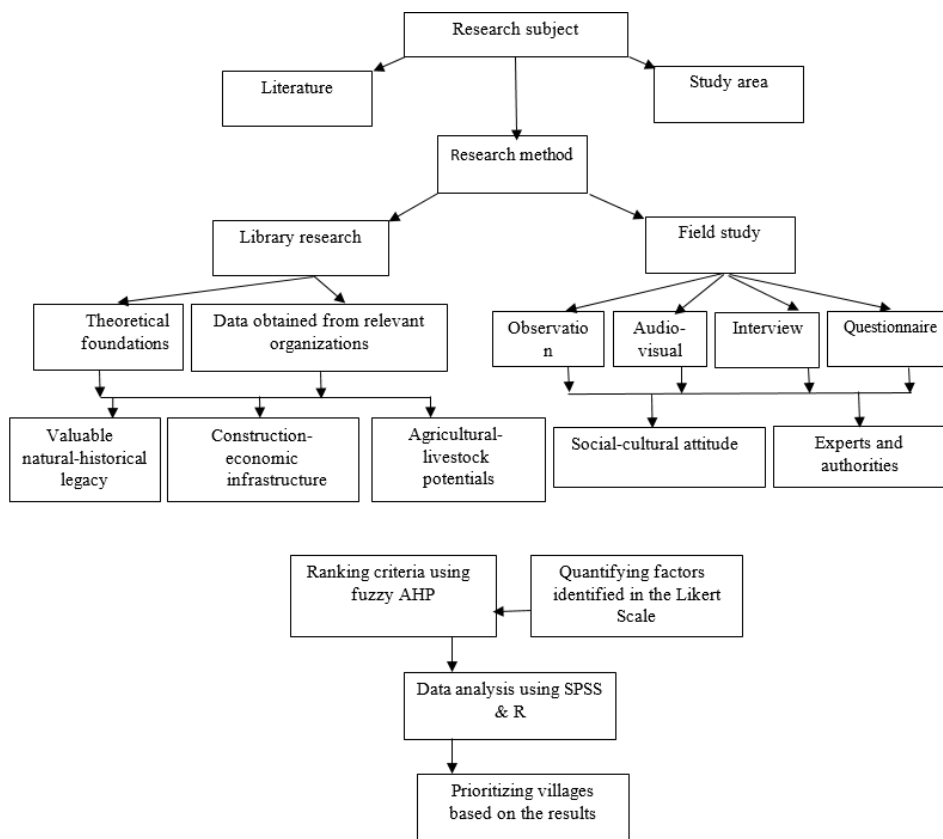 Research subject
Literature
Study area
Research method
Library research
Field study
Theoretical
foundations
Data obtained from relevant
organizations
Observatio
n
Audio-
visual
Interview
Questionnaire
Valuable
natural-historical
legacy
Construction-
economic
infrastructure
Agricultural-
livestock
potentials
Social-cultural attitude
Experts and
authorities
Ranking criteria using
fuzzy AHP
Quantifying factors
identified in the Likert
Scale
Data analysis using SPSS
& R
Prioritizing villages
based on the results